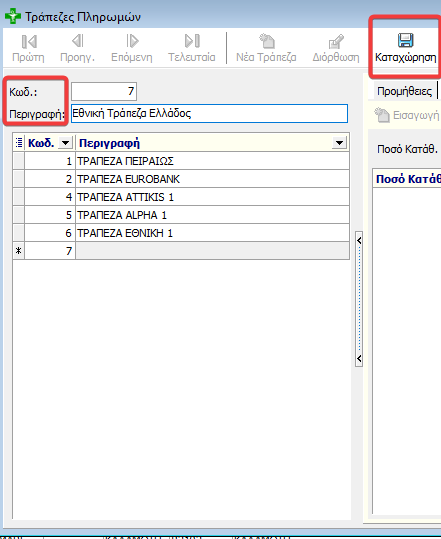 Τράπεζες Πληρωμών
Πρώτη Προηγ. Επόμενη Τελευταία Νέα Τράπεζα Διόρθωση Καταχώρηση
Κωδ.: 7
Περιγραφή: Εθνική Τράπεζα Ελλάδος
Προμήθειες
Εισαγωγή
Ποσό Κατάθ.
Ποσό Κατάθ
Κωδ. Περιγραφή
1 ΤΡΑΠΕΖΑ ΠΕΙΡΑΙΩΣ
2 ΤΡΑΠΕΖΑ EUROBANK
4 ΤΡΑΠΕΖΑ ATTIKIS 1
5 ΤΡΑΠΕΖΑ ALPHA 1
6 ΤΡΑΠΕΖΑ ΕΘΝΙΚΗ 1
* 7